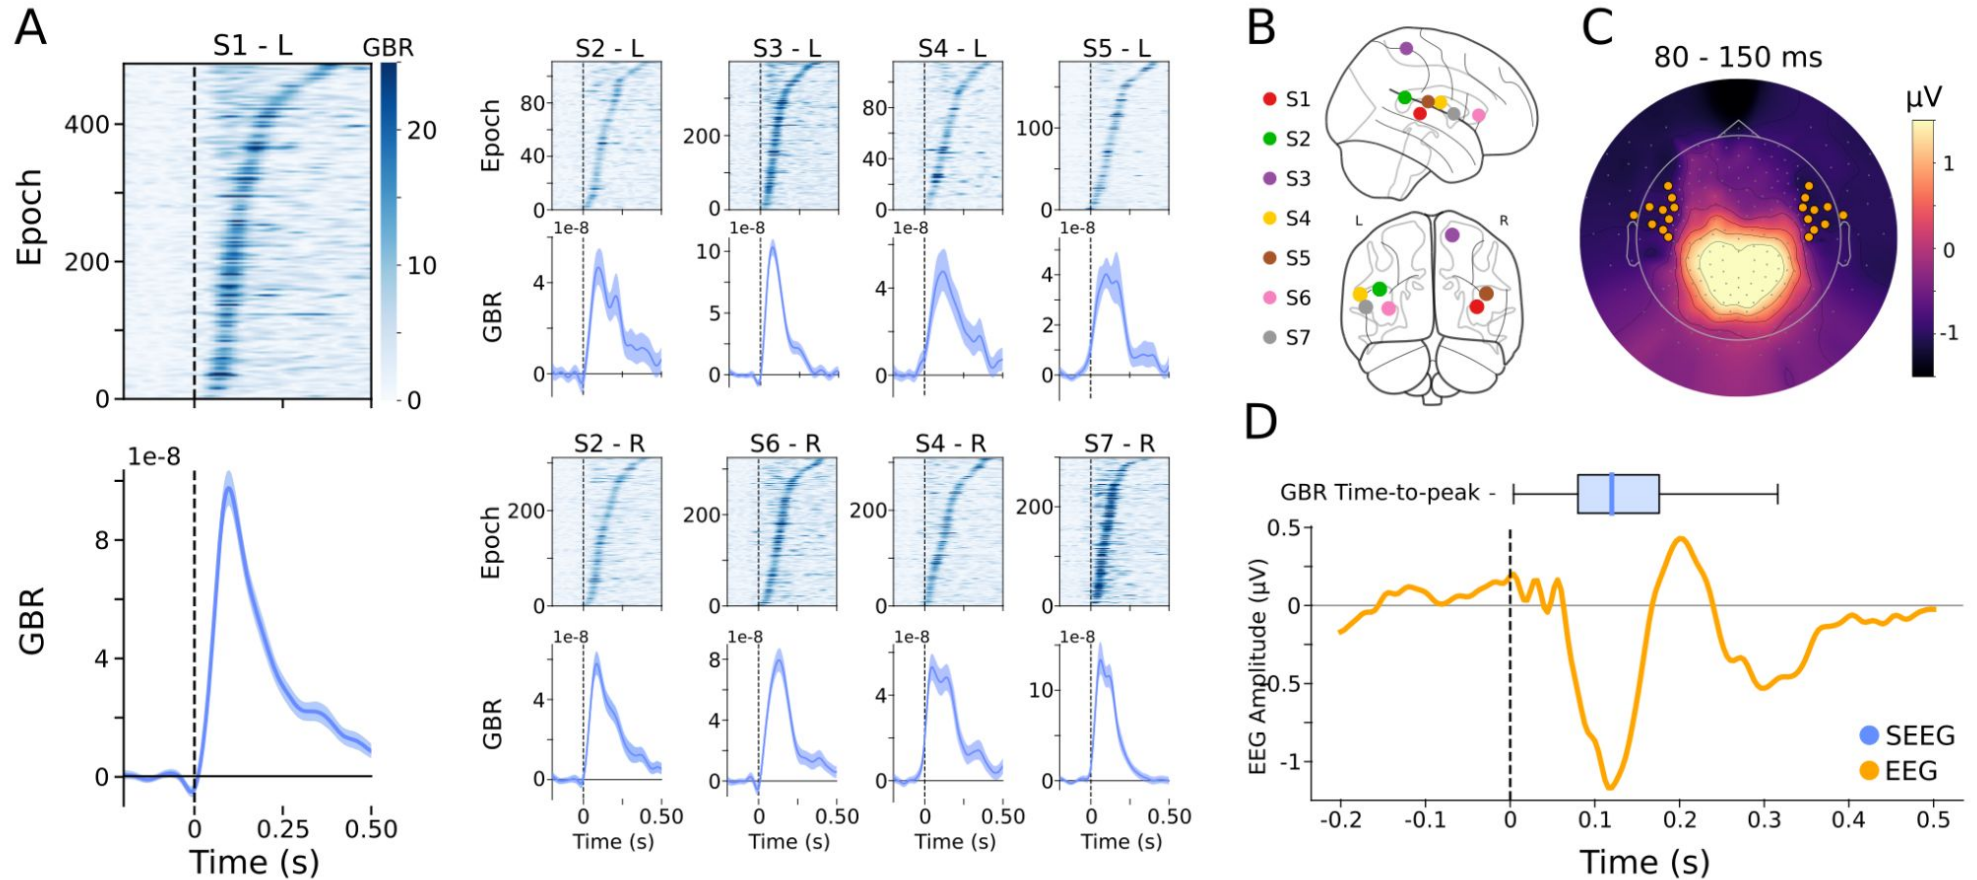 A
S1 - L
GBR
Epoch
400
200
0
20
10
0
1e-8
GBR
8
4
0
0
0.25
0.50
Time (s)
S2 - L
S3 - L
S4 - L
S5 - L
Epoch
80
40
0
200
0
80
40
0
100
0
1e-8
1e-8
1e-8
1e-8
GBR
4
0
10
5
0
4
0
4
2
0
S2 - R
S6 - R
S4 - R
S7 - R
Epoch
200
0
200
0
200
0
200
0
1e-8
1e-8
1e-8
1e-8
GBR
4
0
8
4
0
4
0
10
0
0
0.50
0
0.50
0
0.50
0
0.50
Time (s)
Time (s)
Time (s)
Time (s)
B
S1
S2
S3
S4
S5
S6
S7
L
R
C
80 - 150 ms
µV
1
0
-1
D
GBR Time-to-peak -
EEG Amplitude (µV)
0.5
0
-0.5
-1
SEEG
EEG
-0.2
-0.1
0
0.1
0.2
0.3
0.4
0.5
Time (s)